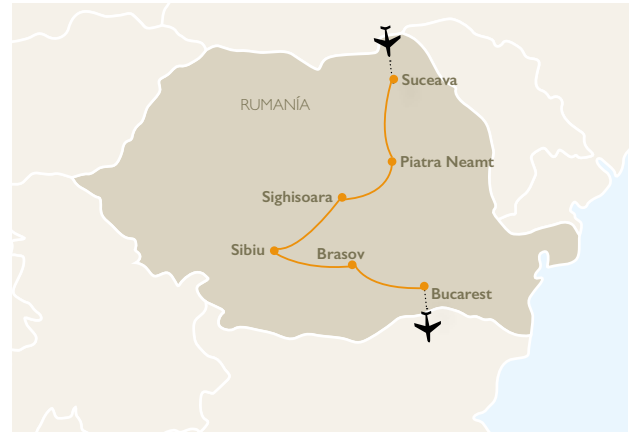 Suceava
RUMANÍA
Piatra Neamt
Sighisoara
Sibiu
Brasov
Bucarest